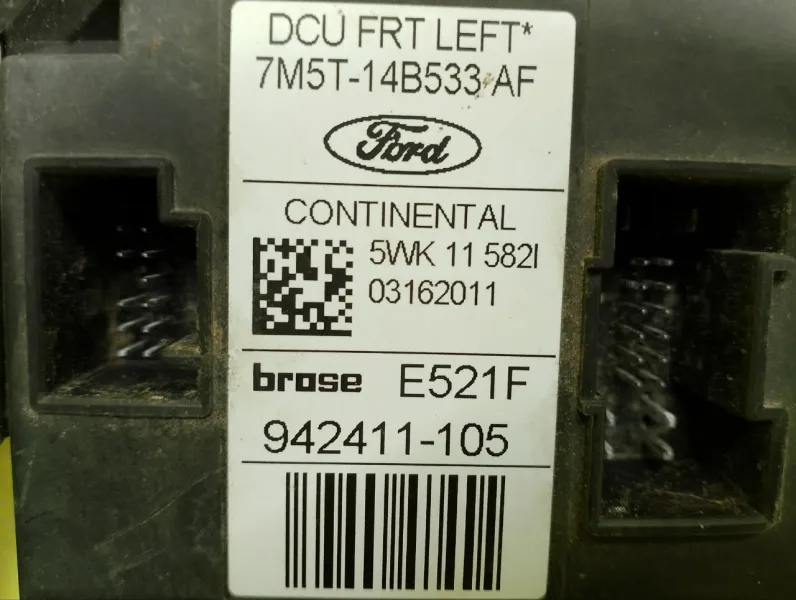 DCU FRT LEFT*
7M5T-14B533-AF
Ford
CONTINENTAL
5WK 11 582I
03162011
brose E521F
942411-105